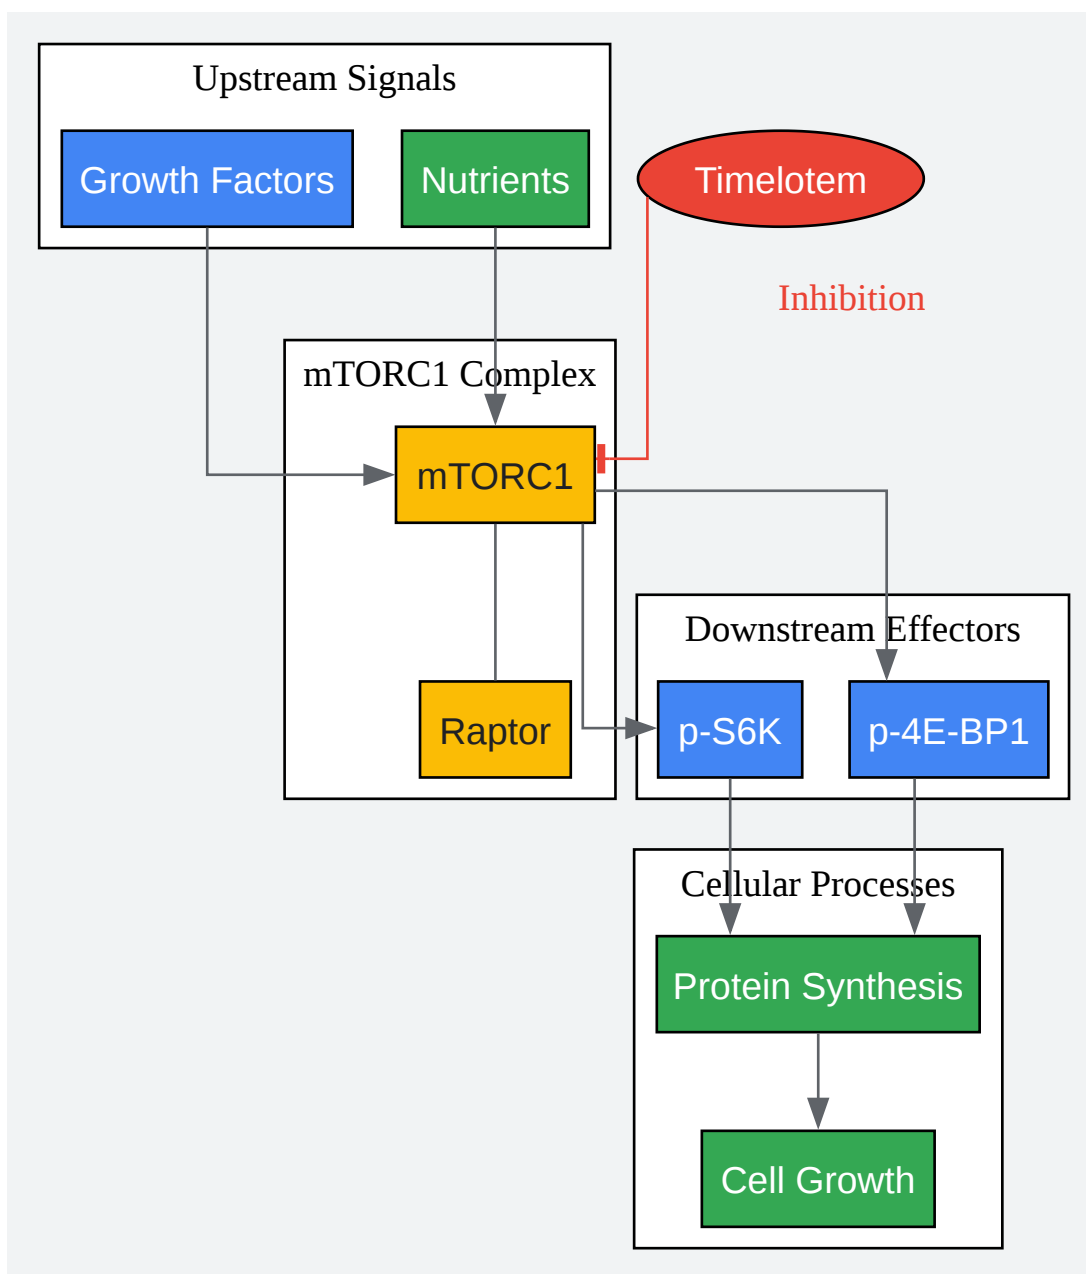 Upstream Signals
Growth Factors
Nutrients
Timelotem
Inhibition
mTORC1 Complex
mTORC1
Raptor
Downstream Effectors
p-S6K
p-4E-BP1
Cellular Processes
Protein Synthesis
Cell Growth